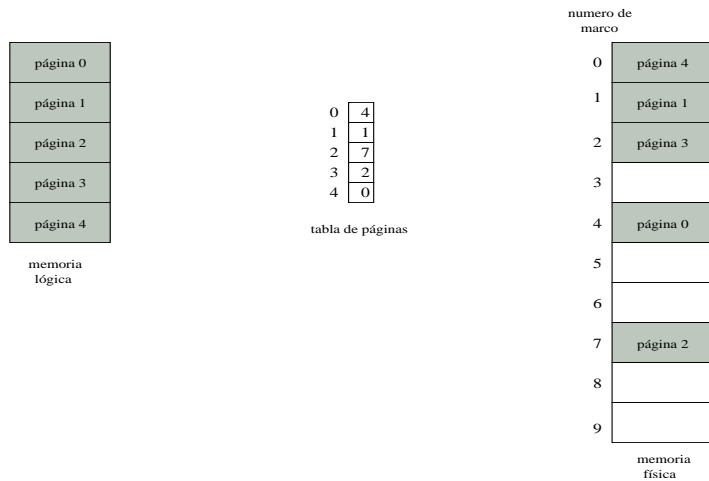 página 0
página 1
página 2
página 3
página 4
memoria
lógica
0 4
1 1
2 7
3 2
4 0
tabla de páginas
numero de
marco
0 página 4
1 página 1
2 página 3
3
4 página 0
5
6
7 página 2
8
9
memoria
física